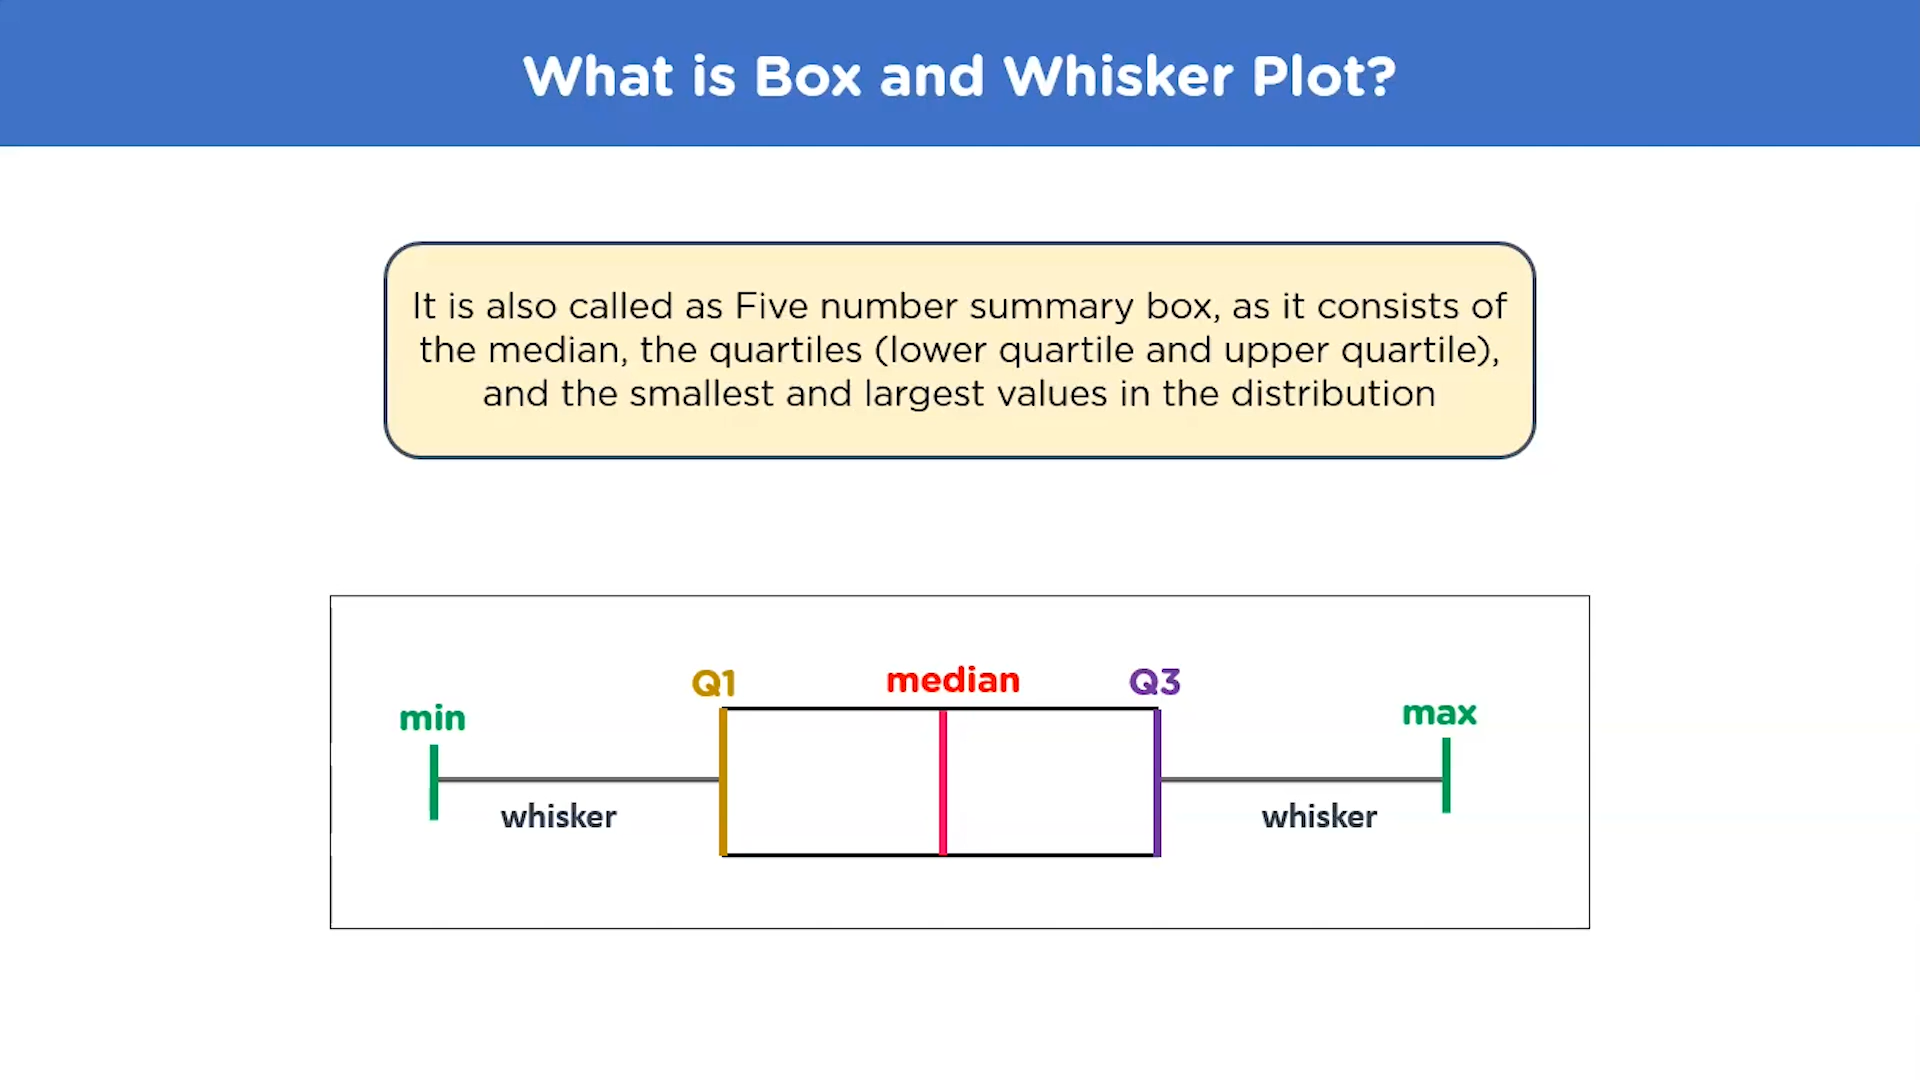 What is Box and Whisker Plot?
It is also called as Five number summary box, as it consists of
the median, the quartiles (lower quartile and upper quartile),
and the smallest and largest values in the distribution
Q1 median Q3
min max
whisker whisker